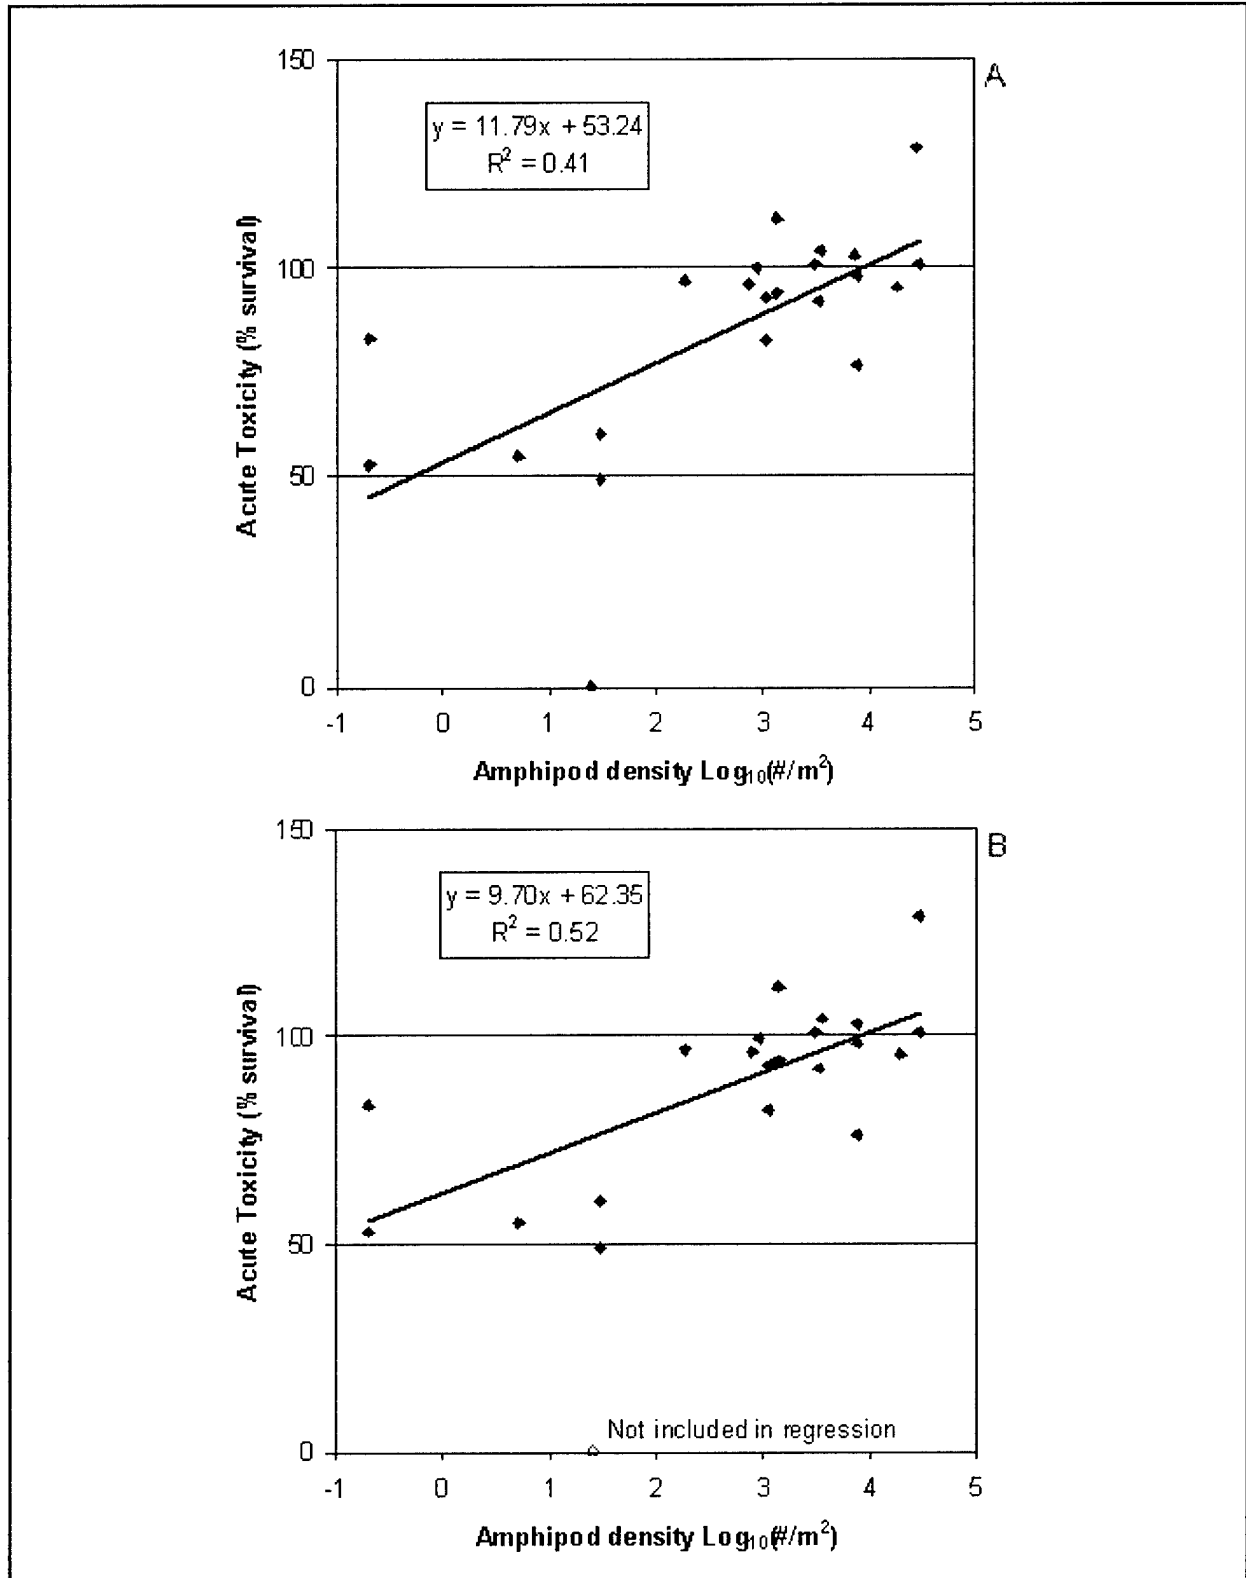 A
150
100
50
0
y = 11.79x + 53.24
R² = 0.41
Acute Toxicity (% survival)
-1 0 1 2 3 4 5
Amphipod density Log₁₀(#/m²)
B
150
100
50
0
y = 9.70x + 62.35
R² = 0.52
Acute Toxicity (% survival)
Not included in regression
-1 0 1 2 3 4 5
Amphipod density Log₁₀(#/m²)